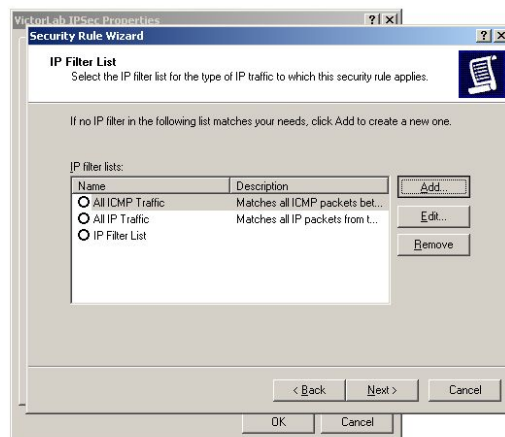 VictorLab IPSec Properties
Security Rule Wizard
IP Filter List
Select the IP filter list for the type of IP traffic to which this security rule applies.
If no IP filter in the following list matches your needs, click Add to create a new one.
IP filter lists:
Name Description
All ICMP Traffic Matches all ICMP packets bet...
All IP Traffic Matches all IP packets from t...
IP Filter List
Add...
Edit...
Remove
< Back Next > Cancel
OK Cancel